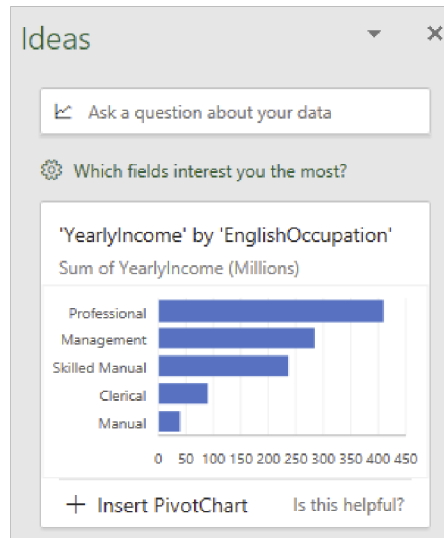 Ideas
Ask a question about your data
Which fields interest you the most?
'YearlyIncome' by 'EnglishOccupation'
Sum of YearlyIncome (Millions)
Professional
Management
Skilled Manual
Clerical
Manual
0 50 100 150 200 250 300 350 400 450
Insert PivotChart Is this helpful?